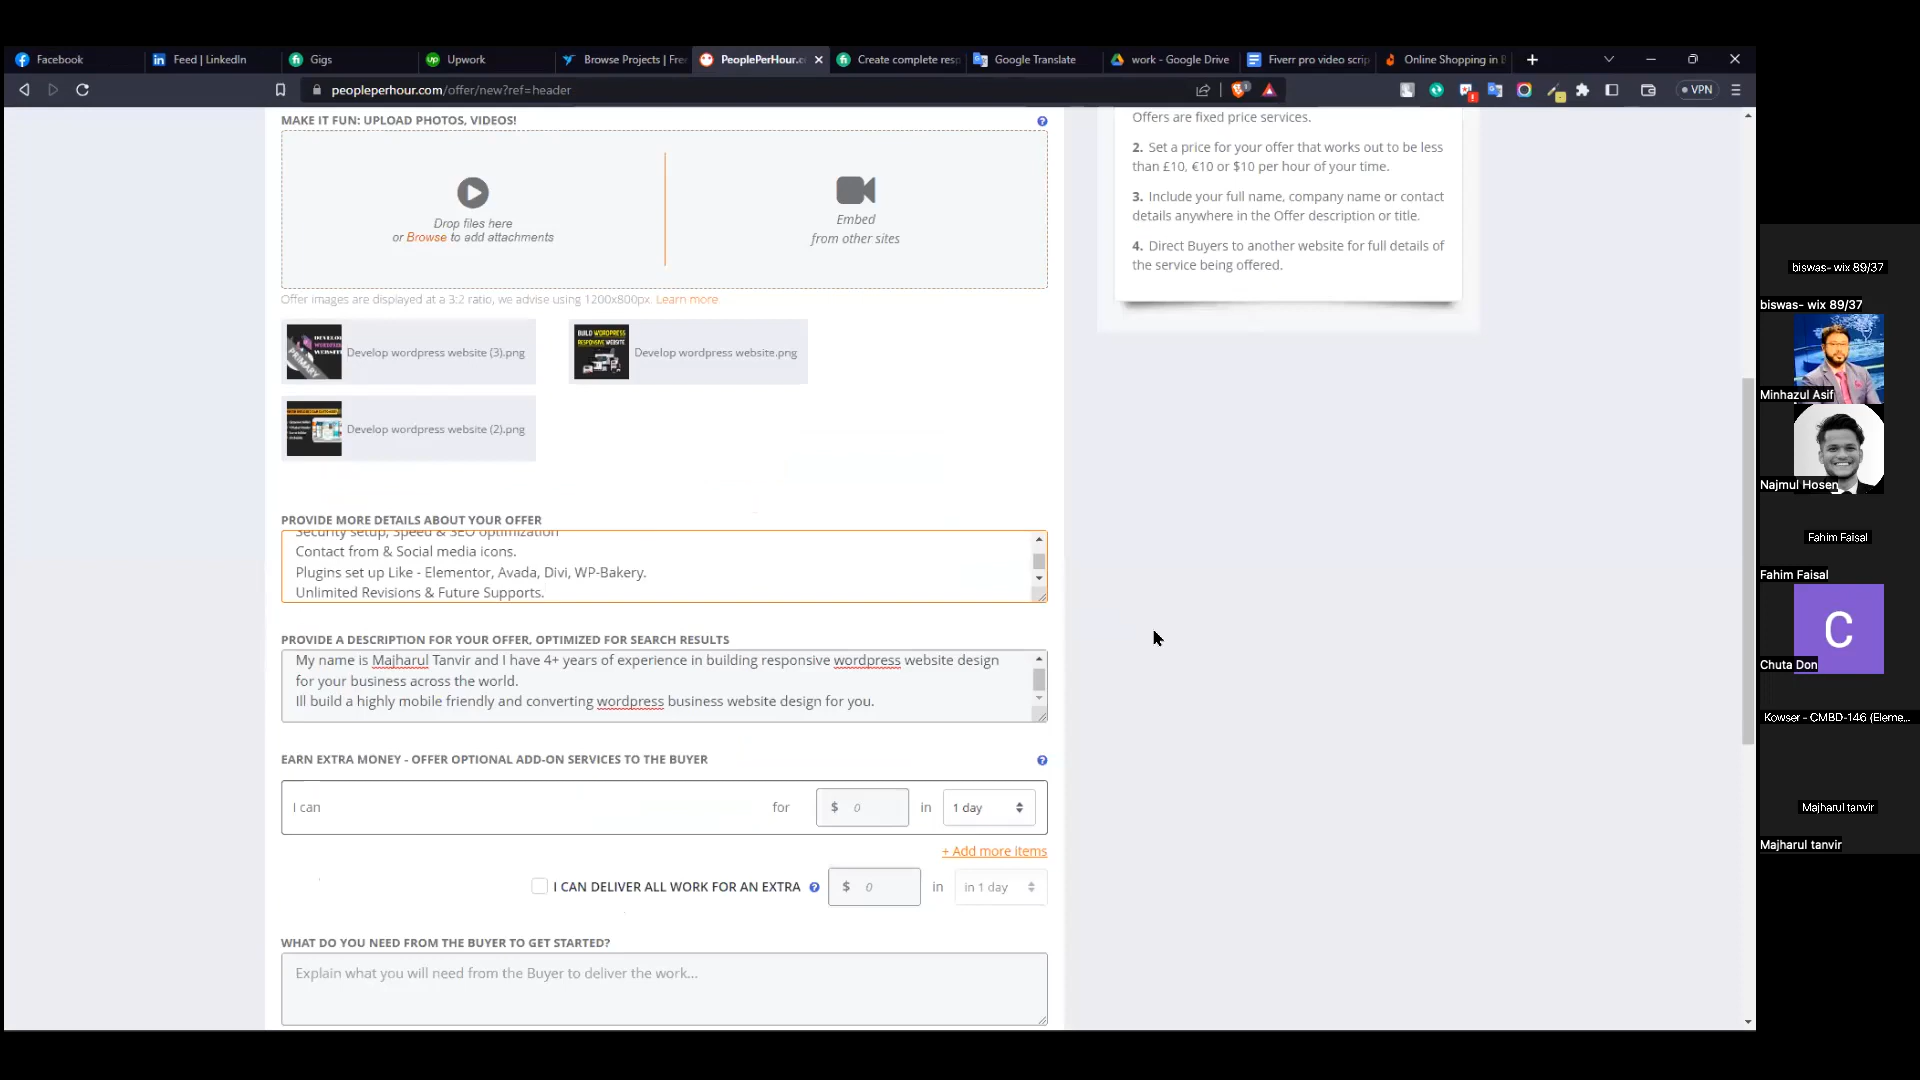 Facebook
Feed | LinkedIn
Gigs
Upwork
Browse Projects | Fre
PeoplePerHour.c
Create complete resp
Google Translate
work - Google Drive
Fiverr pro video scrip
Online Shopping in B
peopleperhour.com/offer/new?ref=header
VPN
MAKE IT FUN: UPLOAD PHOTOS, VIDEOS!
Drop files here
or Browse to add attachments
Embed
from other sites
Offer images are displayed at a 3:2 ratio, we advise using 1200x800px. Learn more
PRIMARY
Develop wordpress website (3).png
BUILD WORDPRESS
RESPONSIVE WEBSITE
Develop wordpress website.png
Develop wordpress website (2).png
PROVIDE MORE DETAILS ABOUT YOUR OFFER
Security setup, Speed & SEO optimization
Contact from & Social media icons.
Plugins set up Like - Elementor, Avada, Divi, WP-Bakery.
Unlimited Revisions & Future Supports.
PROVIDE A DESCRIPTION FOR YOUR OFFER, OPTIMIZED FOR SEARCH RESULTS
My name is Majharul Tanvir and I have 4+ years of experience in building responsive wordpress website design
for your business across the world.
Ill build a highly mobile friendly and converting wordpress business website design for you.
EARN EXTRA MONEY - OFFER OPTIONAL ADD-ON SERVICES TO THE BUYER
I can for $ 0 in 1 day
+ Add more items
I CAN DELIVER ALL WORK FOR AN EXTRA $ 0 in in 1 day
WHAT DO YOU NEED FROM THE BUYER TO GET STARTED?
Explain what you will need from the Buyer to deliver the work...
Offers are fixed price services.
2. Set a price for your offer that works out to be less
than £10, €10 or $10 per hour of your time.
3. Include your full name, company name or contact
details anywhere in the Offer description or title.
4. Direct Buyers to another website for full details of
the service being offered.
biswas- wix 89/37
biswas- wix 89/37
Minhazul Asif
Najmul Hosen
Fahim Faisal
Fahim Faisal
C
Chuta Don
Kowser - CMBD-146 (Eleme...
Majharul tanvir
Majharul tanvir